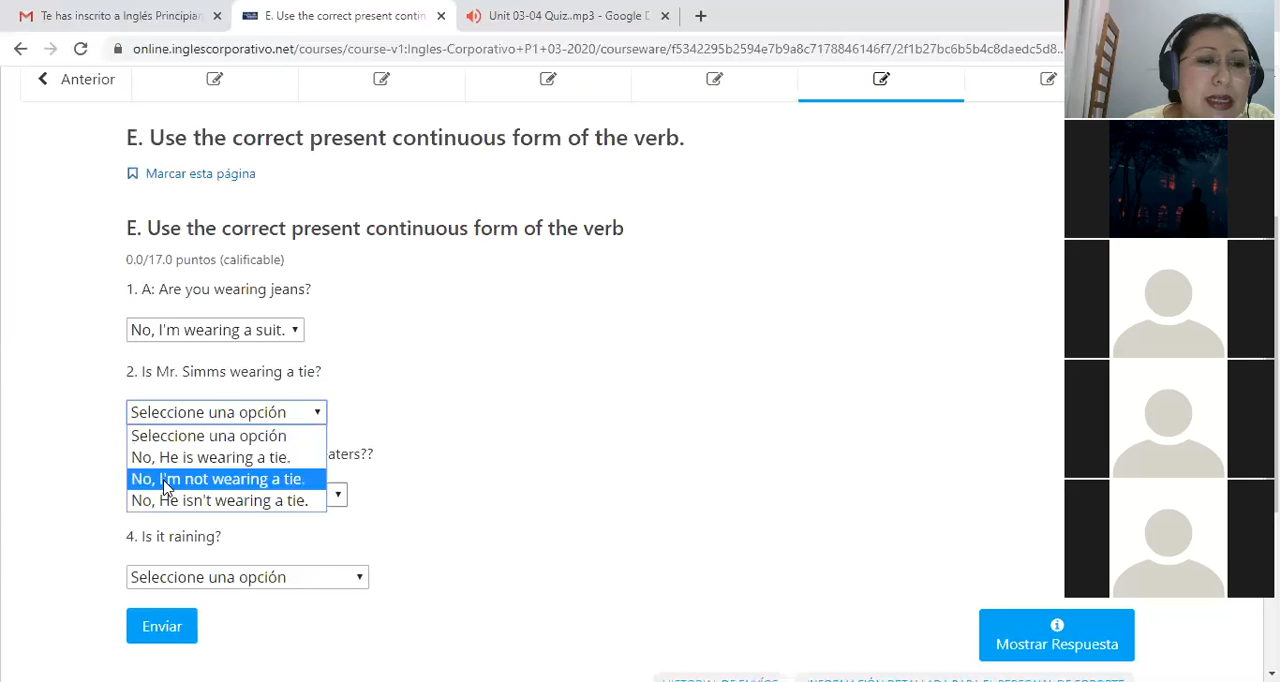 Te has inscrito a Inglés Principian
E. Use the correct present contin
Unit 03-04 Quiz..mp3 - Google D
online.inglescorporativo.net/courses/course-v1:Ingles-Corporativo+P1+03-2020/courseware/f5342295b2594e7b9a8c7178846146f7/2f1b27bc6b5b4c8daedc5d8...
Anterior
E. Use the correct present continuous form of the verb.
Marcar esta página
E. Use the correct present continuous form of the verb
0.0/17.0 puntos (calificable)
1. A: Are you wearing jeans?
No, I'm wearing a suit.
2. Is Mr. Simms wearing a tie?
Seleccione una opción
Seleccione una opción
No, He is wearing a tie.
aters??
No, I'm not wearing a tie.
No, He isn't wearing a tie.
4. Is it raining?
Seleccione una opción
Enviar
Mostrar Respuesta